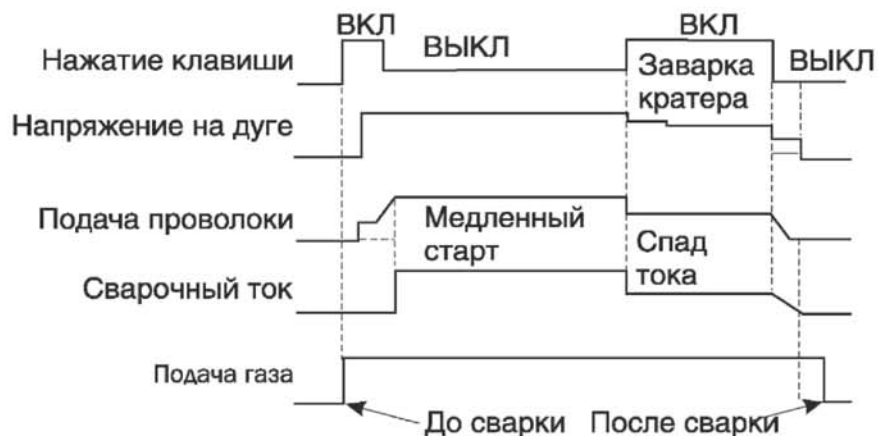 ВКЛ
ВЫКЛ
ВКЛ
ВЫКЛ
Нажатие клавиши
Заварка
кратера
Напряжение на дуге
Подача проволоки
Медленный
старт
Спад
тока
Сварочный ток
Подача газа
До сварки
После сварки